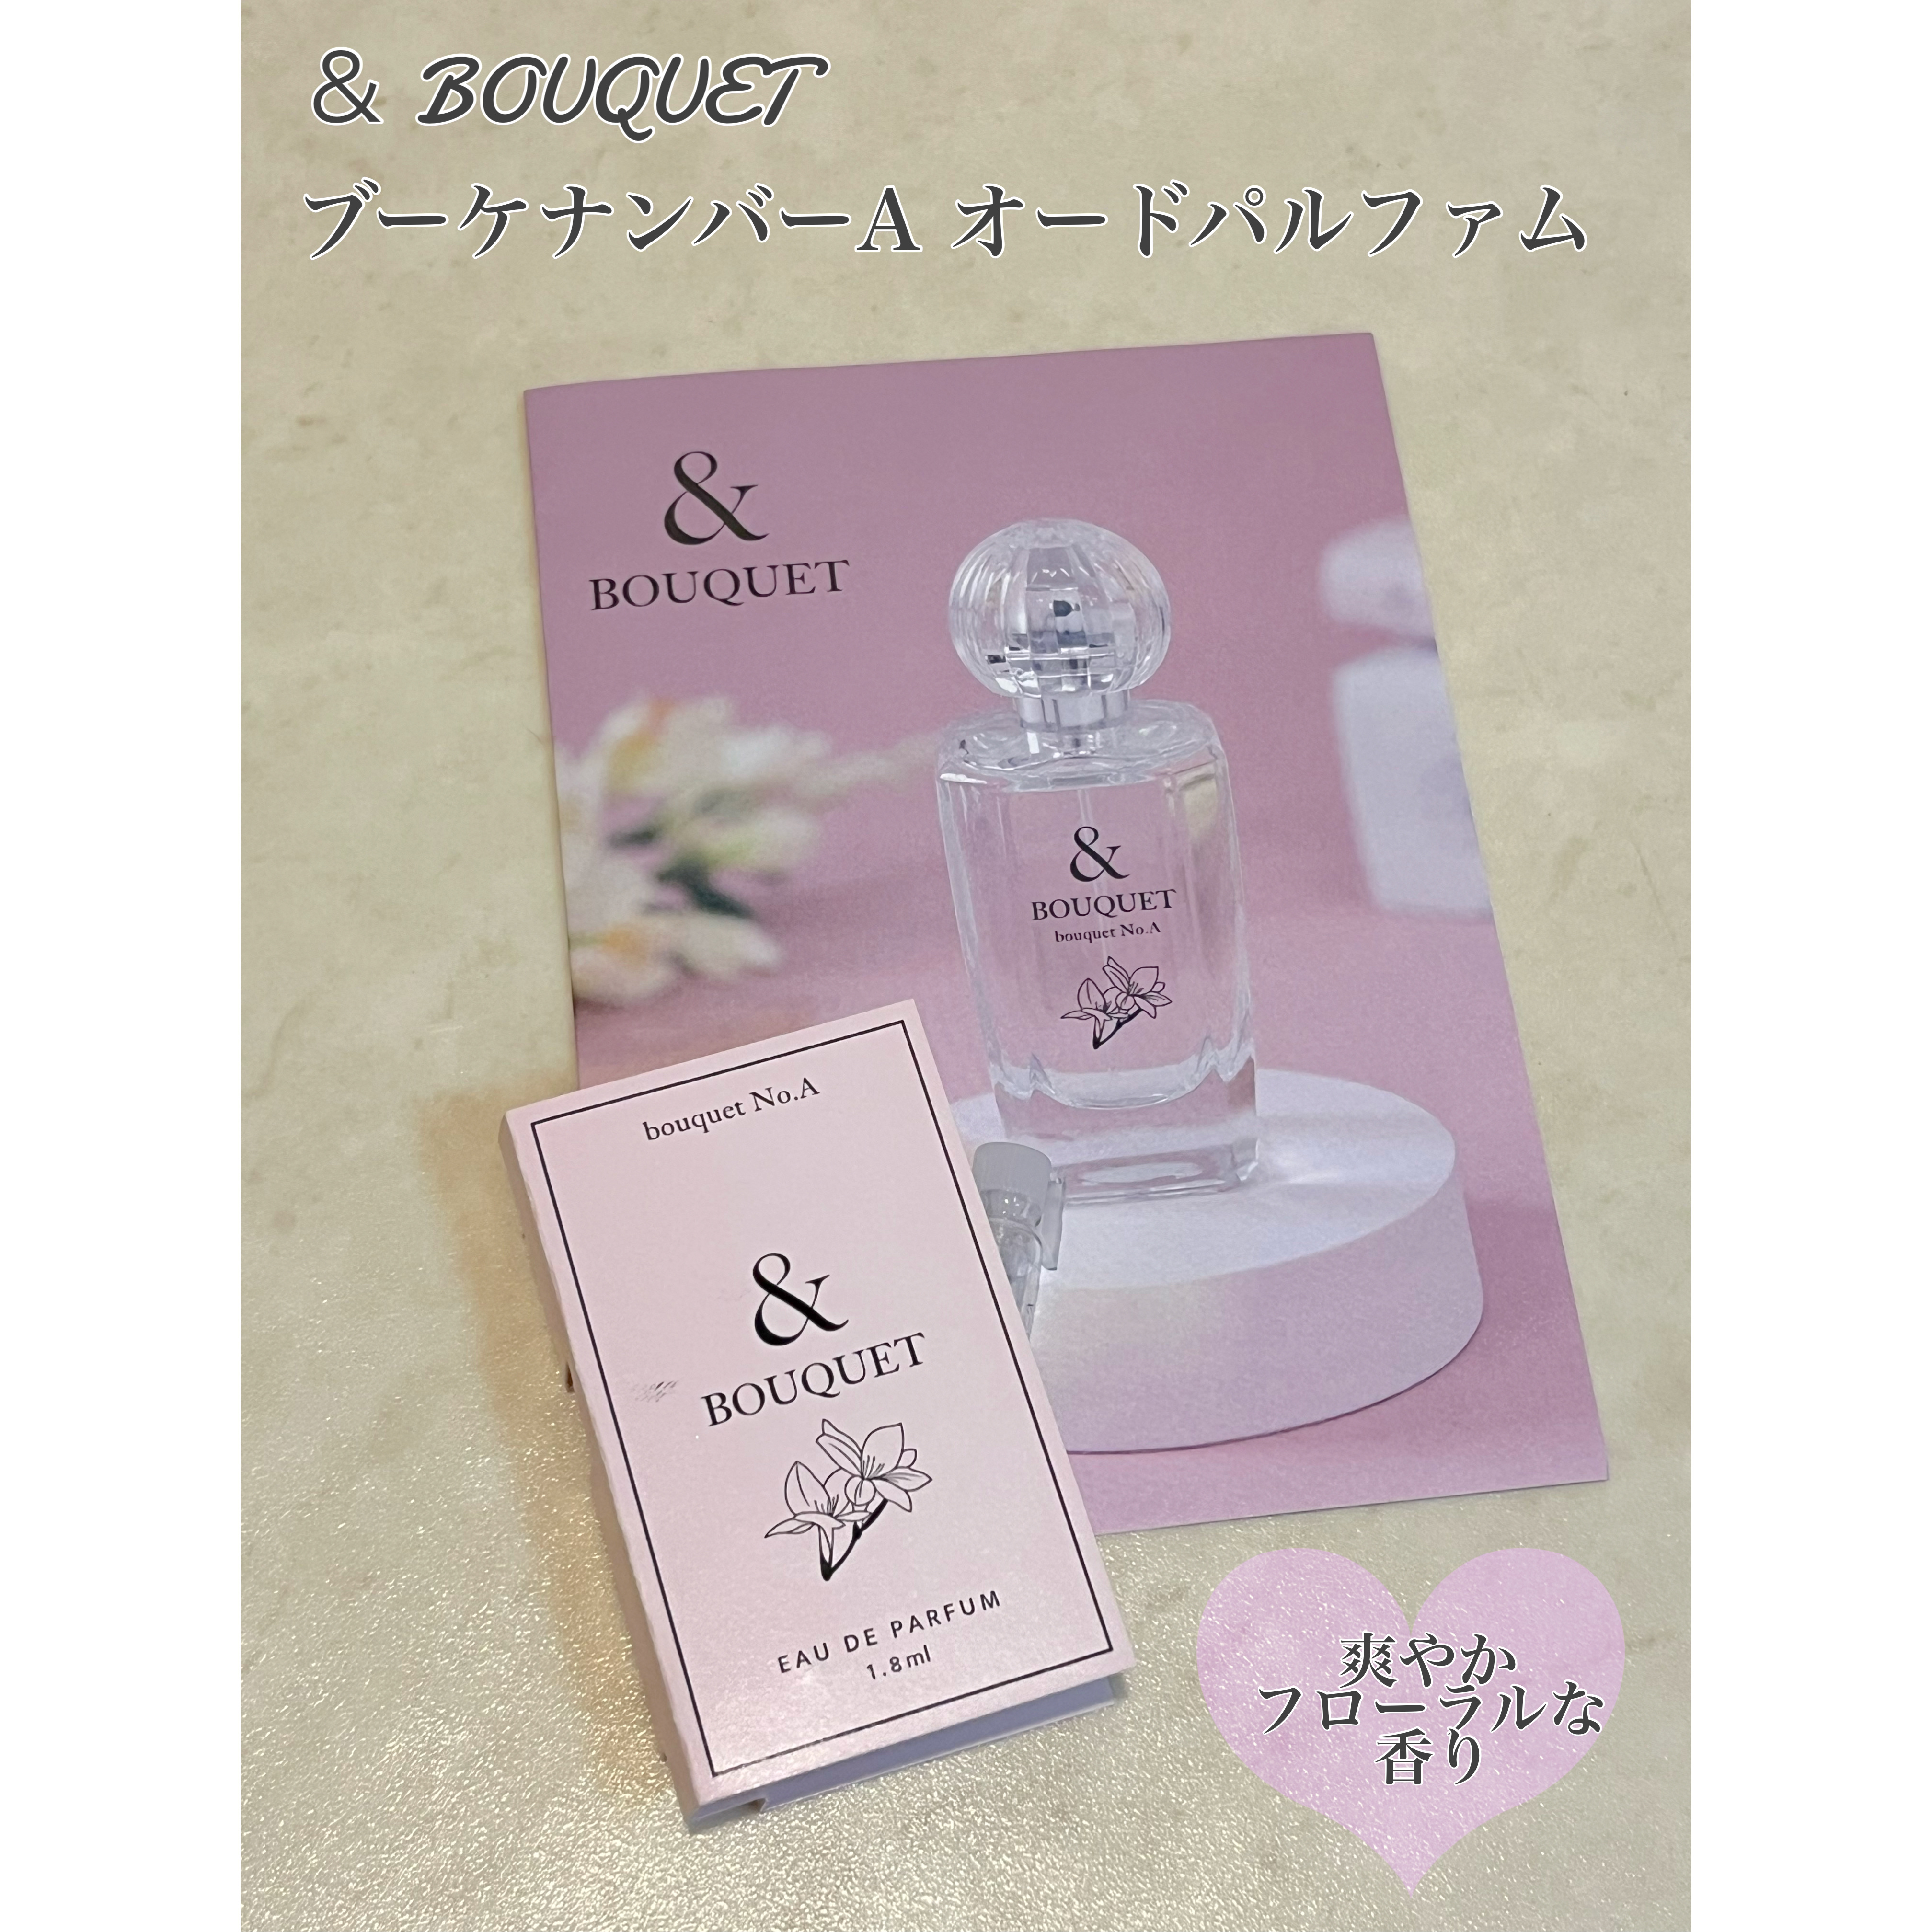 & BOUQUET
ブーケナンバーA オードパルファム
&
BOUQUET
&
BOUQUET
bouquet No.A
bouquet No.A
&
BOUQUET
EAU DE PARFUM
1.8ml
爽やか
フローラルな
香り